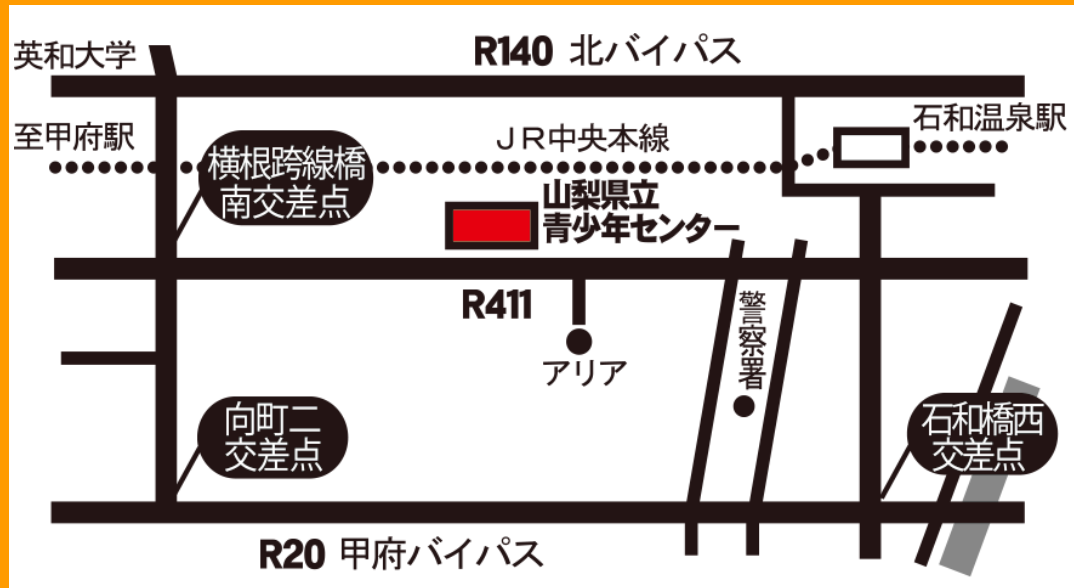 英和大学
R140 北バイパス
至甲府駅
JR中央本線
石和温泉駅
横根跨線橋
南交差点
山梨県立
青少年センター
R411
警察署
アリア
向町二
交差点
石和橋西
交差点
R20 甲府バイパス